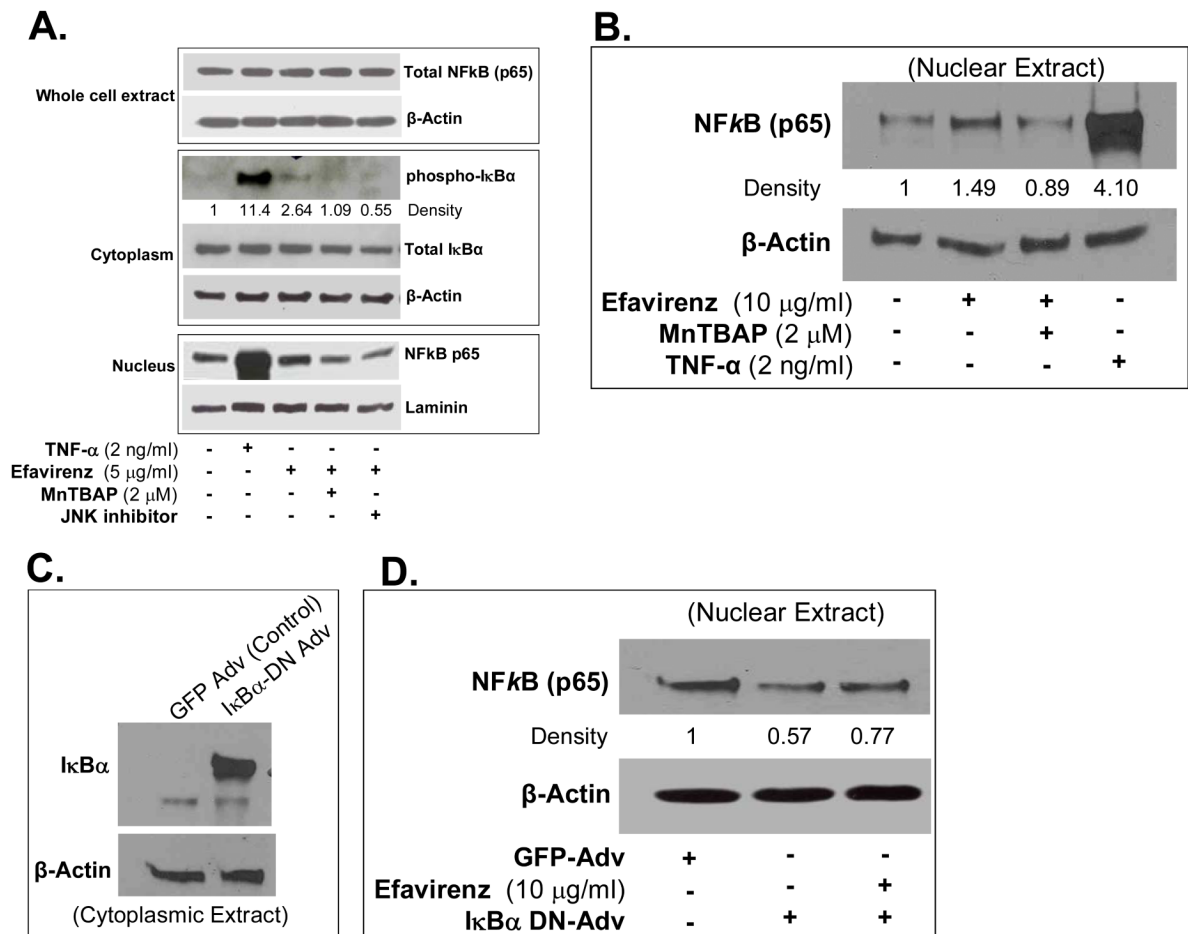 A.
Whole cell extract
Total NFkB (p65)
β-Actin
Cytoplasm
phospho-IκBα
1 11.4 2.64 1.09 0.55 Density
Total IκBα
β-Actin
Nucleus
NFkB p65
Laminin
TNF-α (2 ng/ml) - + - - -
Efavirenz (5 μg/ml) - - + + +
MnTBAP (2 μM) - - - + -
JNK inhibitor - - - - +
B.
(Nuclear Extract)
NFkB (p65)
Density 1 1.49 0.89 4.10
β-Actin
Efavirenz (10 μg/ml) - + + -
MnTBAP (2 μM) - - + -
TNF-α (2 ng/ml) - - - +
C.
GFP Adv (Control)
IκBα-DN Adv
IκBα
β-Actin
(Cytoplasmic Extract)
D.
(Nuclear Extract)
NFkB (p65)
Density 1 0.57 0.77
β-Actin
GFP-Adv + - -
Efavirenz (10 μg/ml) - - +
IκBα DN-Adv - + +